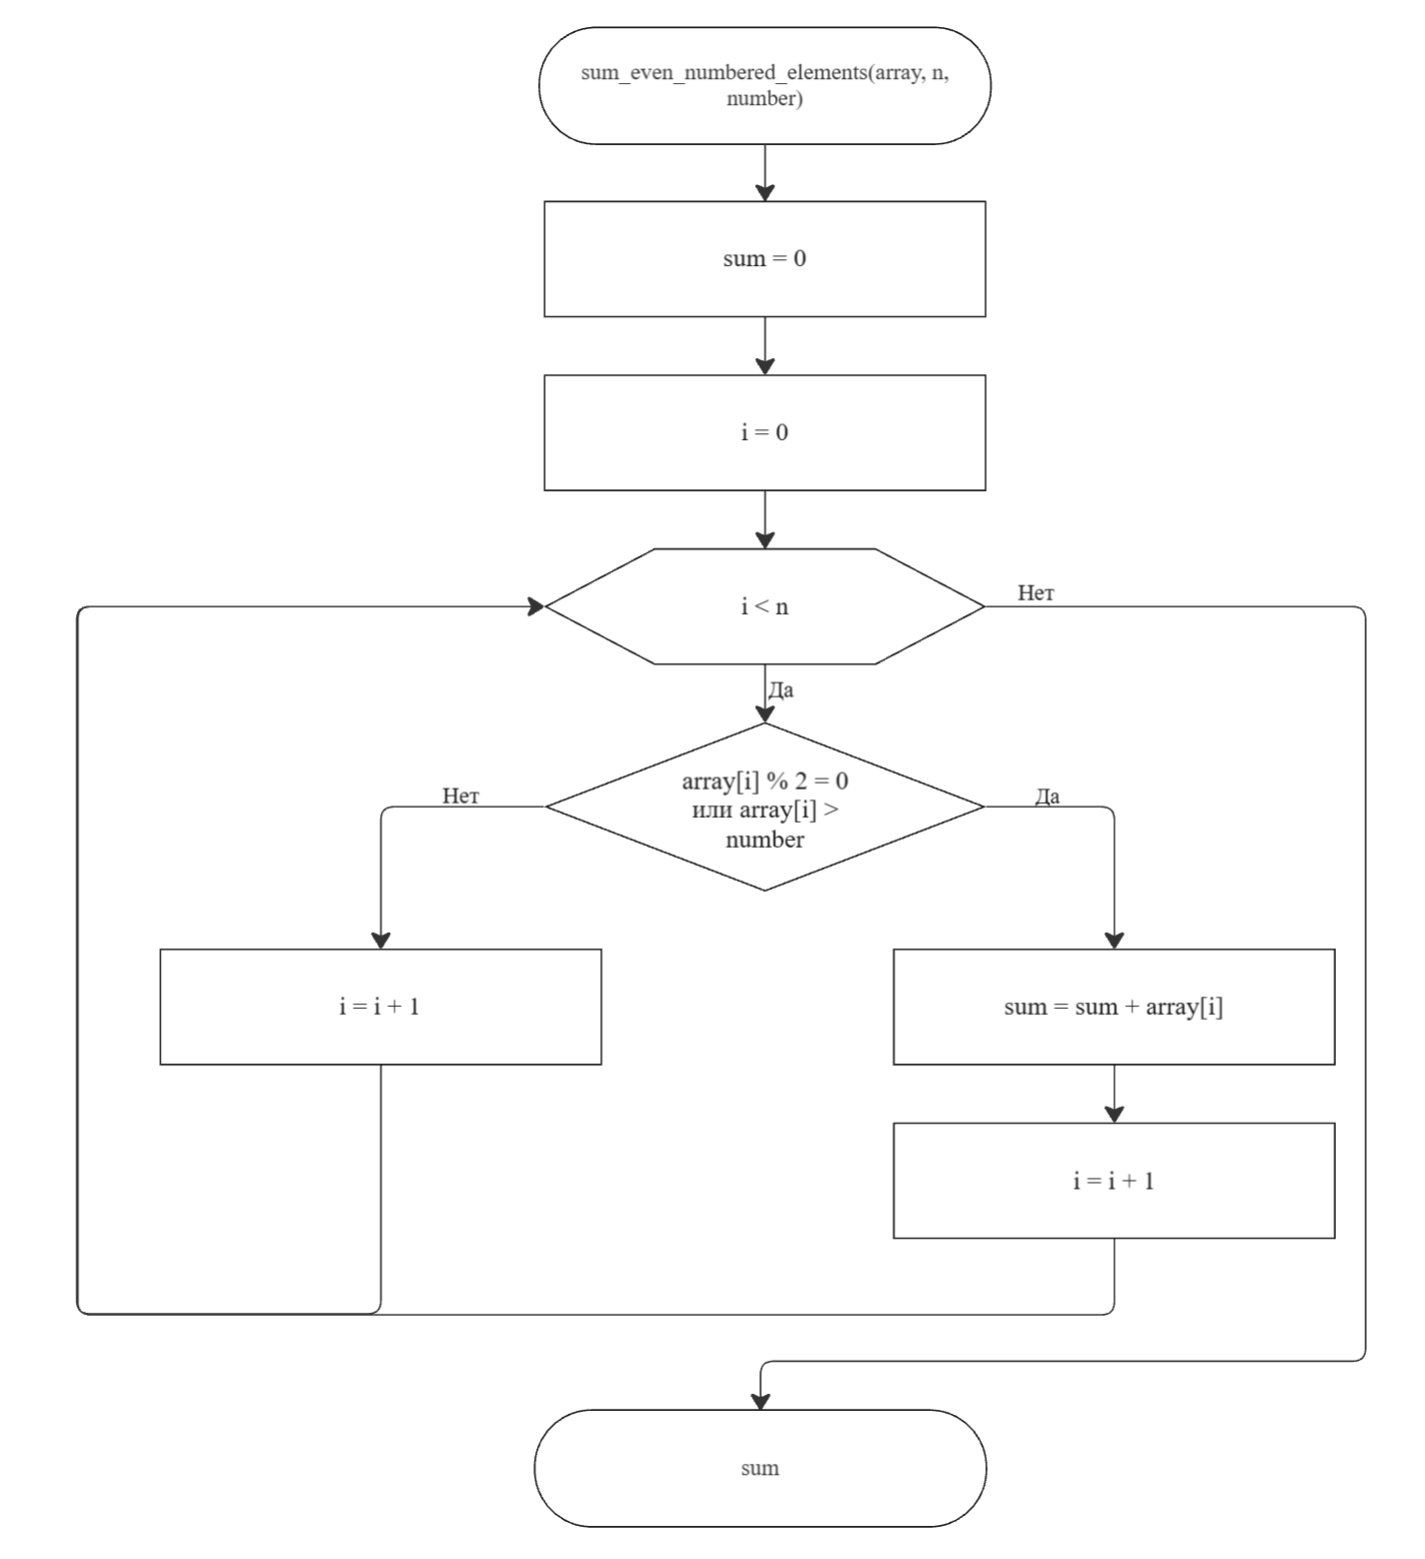 sum_even_numbered_elements(array, n,
number)
sum = 0
i = 0
i < n
Нет
Да
array[i] % 2 = 0
или array[i] >
number
Нет
Да
i = i + 1
sum = sum + array[i]
i = i + 1
sum